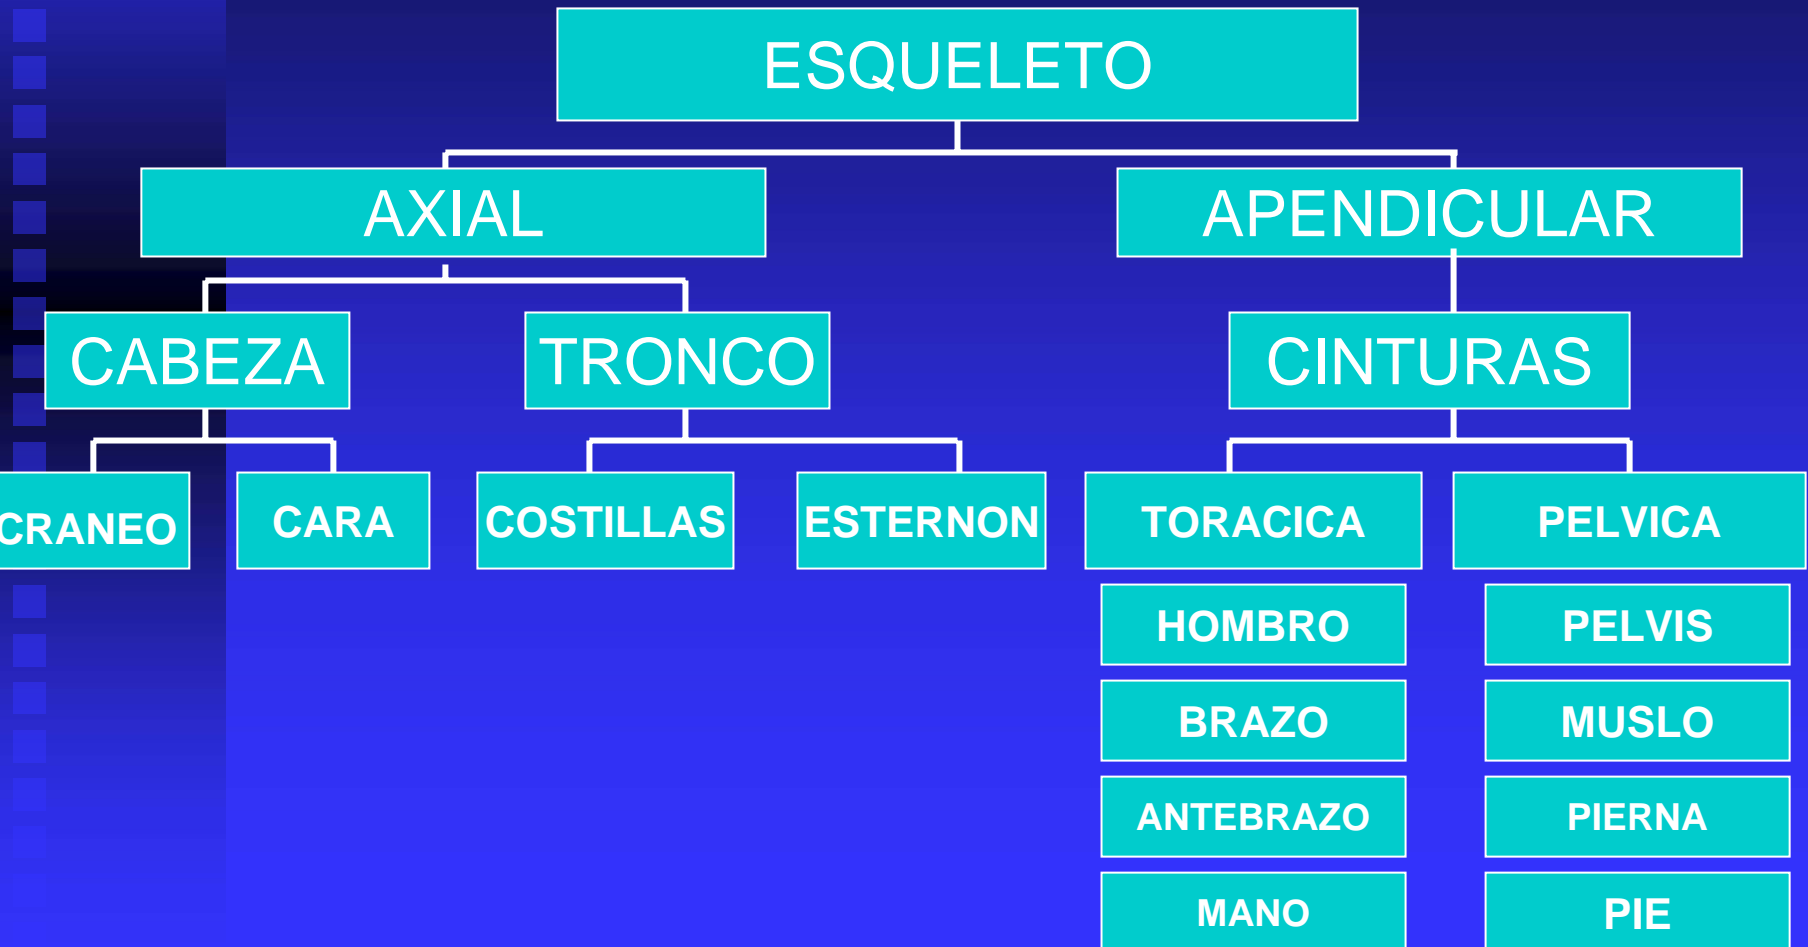 ESQUELETO
AXIAL
APENDICULAR
CABEZA
TRONCO
CINTURAS
CRANEO
CARA
COSTILLAS
ESTERNON
TORACICA
PELVICA
HOMBRO
PELVIS
BRAZO
MUSLO
ANTEBRAZO
PIERNA
MANO
PIE